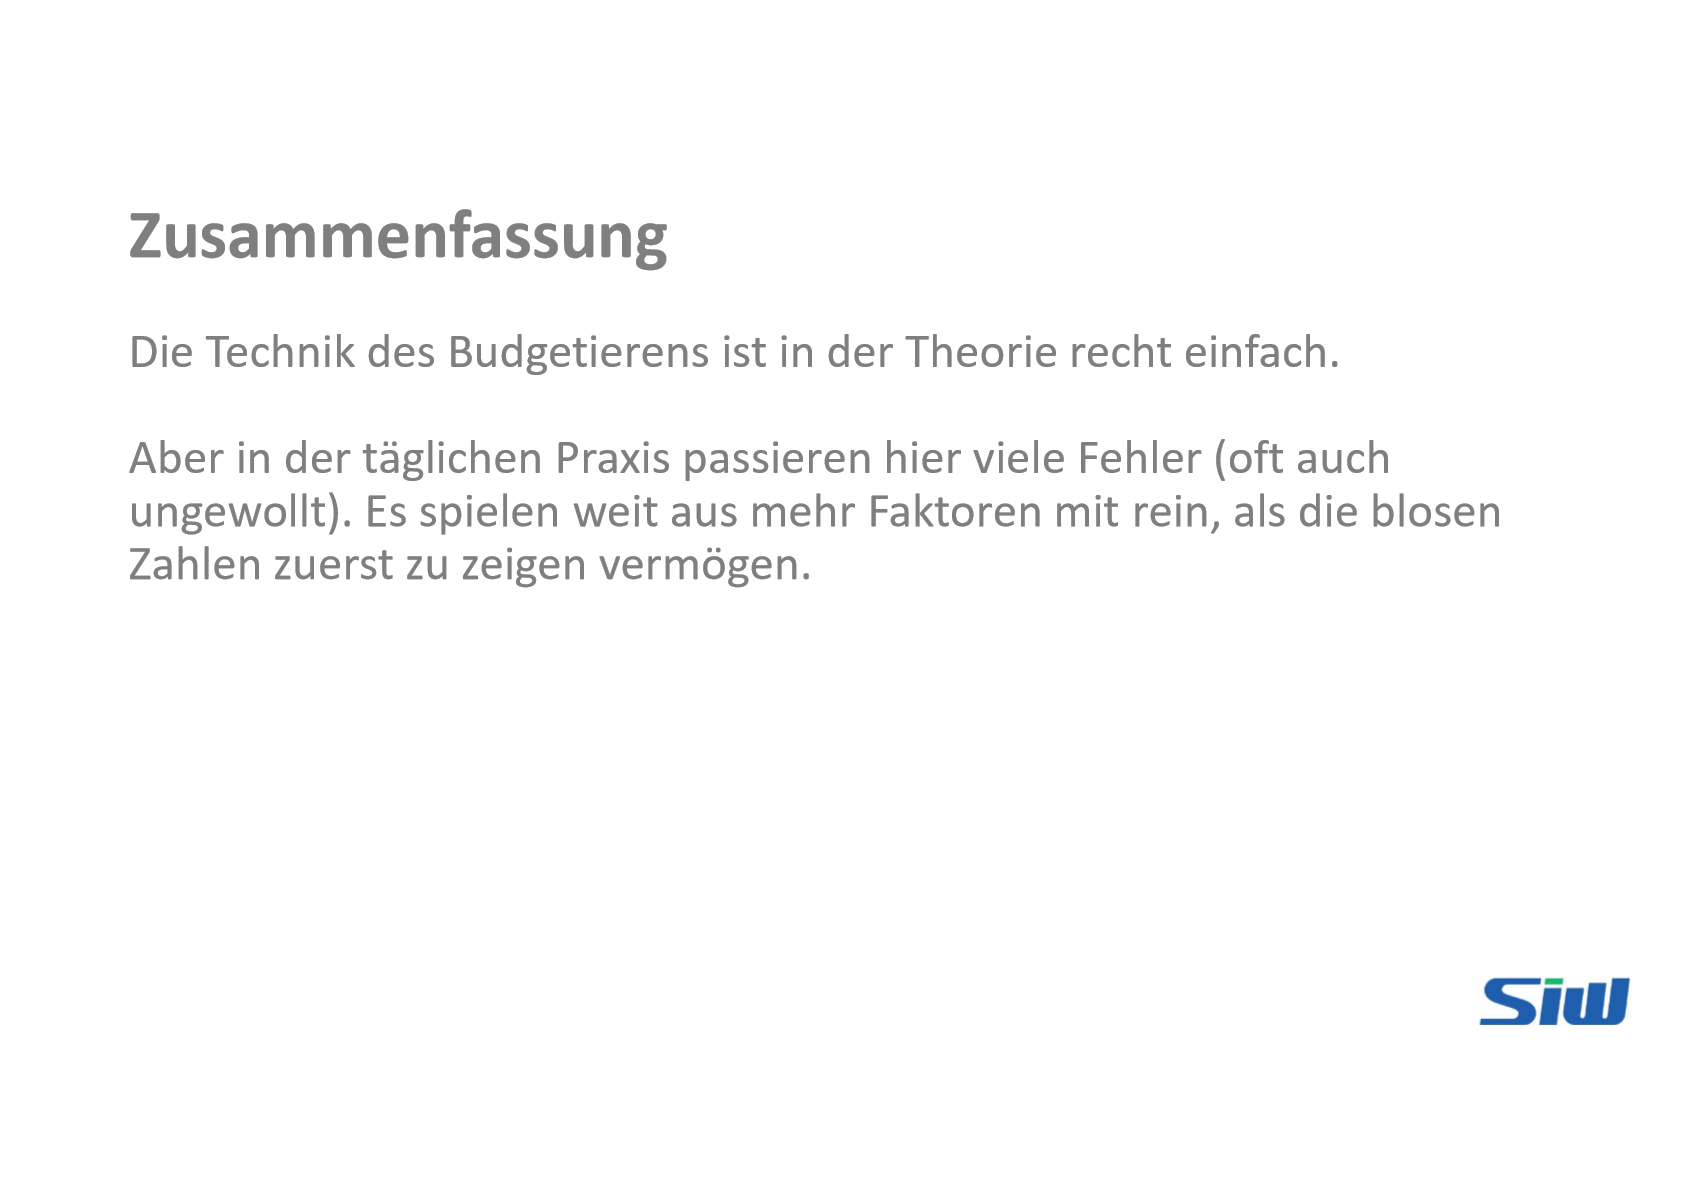 Zusammenfassung
Die Technik des Budgetierens ist in der Theorie recht einfach.
Aber in der täglichen Praxis passieren hier viele Fehler (oft auch
ungewollt). Es spielen weit aus mehr Faktoren mit rein, als die blosen
Zahlen zuerst zu zeigen vermögen.
Siw